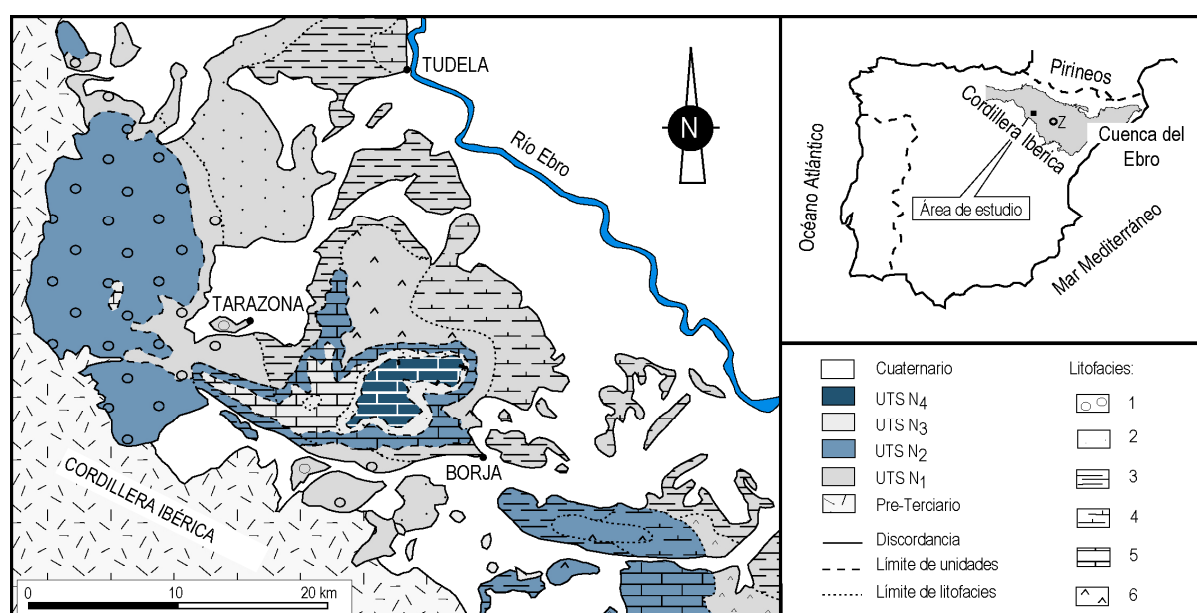 TUDELA
Río Ebro
N
TARAZONA
BORJA
CORDILLERA IBÉRICA
0 10 20 km
Pirineos
Cordillera Ibérica
Z
Cuenca del
Ebro
Océano Atlántico
Área de estudio
Mar Mediterráneo
Cuaternario
UTS N4
UTS N3
UTS N2
UTS N1
Pre-Terciario
Discordancia
Límite de unidades
Límite de litofacies
Litofacies:
1
2
3
4
5
6